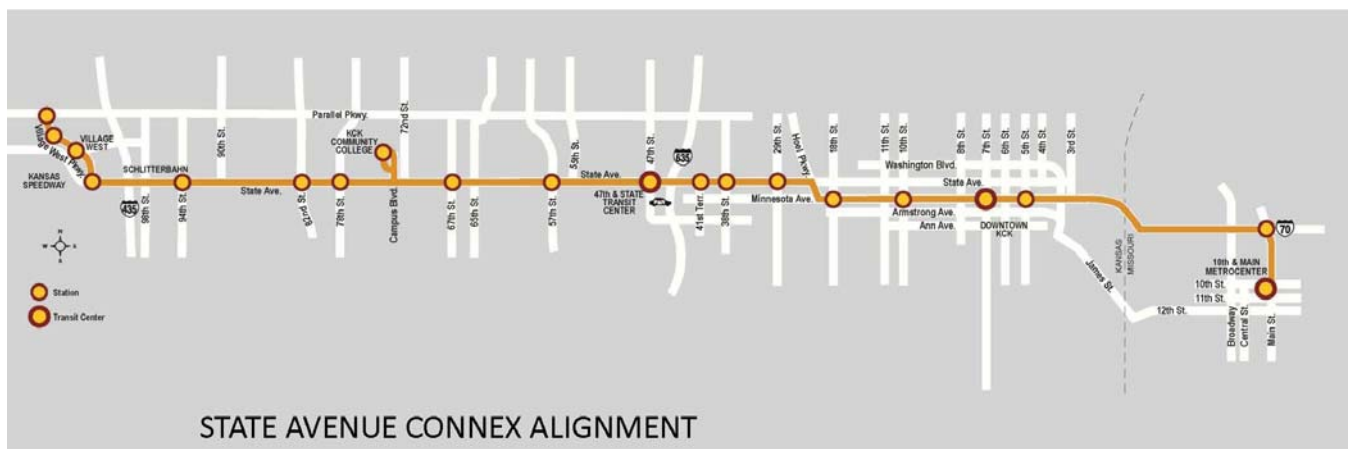 Parallel Pkwy.
72nd St.
KCK
COMMUNITY
COLLEGE
Village West Pkwy.
VILLAGE
WEST
KANSAS
SPEEDWAY
SCHLITTERBAHN
435
98th St.
94th St.
90th St.
State Ave.
82nd St.
78th St.
Campus Blvd.
67th St.
65th St.
57th St.
55th St.
State Ave.
47th St.
635
47th & STATE
TRANSIT
CENTER
41st Terr.
38th St.
29th St.
Hoel Pkwy.
Minnesota Ave.
18th St.
11th St.
10th St.
Washington Blvd.
8th St.
7th St.
6th St.
5th St.
4th St.
3rd St.
State Ave.
Armstrong Ave.
Ann Ave.
DOWNTOWN
KCK
James St.
KANSAS
MISSOURI
70
10th & MAIN
METROCENTER
10th St.
11th St.
12th St.
Broadway
Central St.
Main St.
N
W
S
Station
Transit Center
STATE AVENUE CONNEX ALIGNMENT